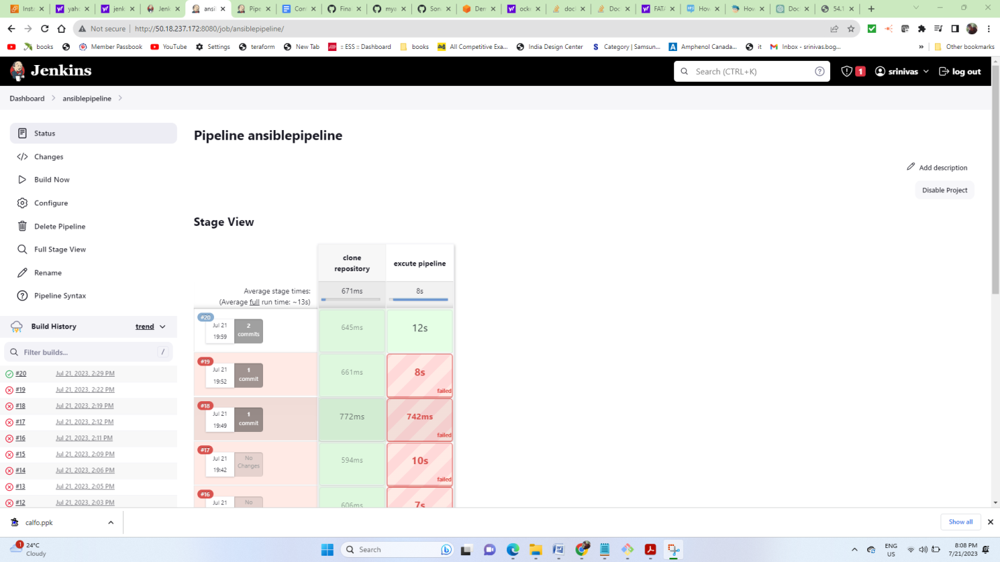 Inst
yah
jenk
Jenk
ansi
Pipe
Con
Fina
mya
Son
Den
ocke
docl
Doc
FATA
How
How
Doc
54.1
Not secure
http://50.18.237.172:8080/job/ansiblepipeline/
books
Member Passbook
YouTube
Settings
teraform
New Tab
:: ESS :: Dashboard
books
All Competitive Exa...
India Design Center
Category | Samsun...
Amphenol Canada...
it
Inbox - srinivas.bog...
»
Other bookmarks
Jenkins
Search (CTRL+K)
1
srinivas
log out
Dashboard
ansiblepipeline
Status
Changes
Build Now
Configure
Delete Pipeline
Full Stage View
Rename
Pipeline Syntax
Build History
trend
Filter builds...
/
#20 Jul 21, 2023, 2:29 PM
#19 Jul 21, 2023, 2:22 PM
#18 Jul 21, 2023, 2:19 PM
#17 Jul 21, 2023, 2:12 PM
#16 Jul 21, 2023, 2:11 PM
#15 Jul 21, 2023, 2:09 PM
#14 Jul 21, 2023, 2:06 PM
#13 Jul 21, 2023, 2:05 PM
#12 Jul 21, 2023, 2:03 PM
Pipeline ansiblepipeline
Add description
Disable Project
Stage View
clone
repository
excute pipeline
Average stage times:
(Average full run time: ~13s)
671ms
8s
#20
Jul 21
19:59
2
commits
645ms
12s
#19
Jul 21
19:52
1
commit
661ms
8s
failed
#18
Jul 21
19:49
1
commit
772ms
742ms
failed
#17
Jul 21
19:42
No
Changes
594ms
10s
failed
#16
Jul 21
No
606ms
7s
calfo.ppk
Show all
1
24°C
Cloudy
Search
ENG
US
8:08 PM
7/21/2023